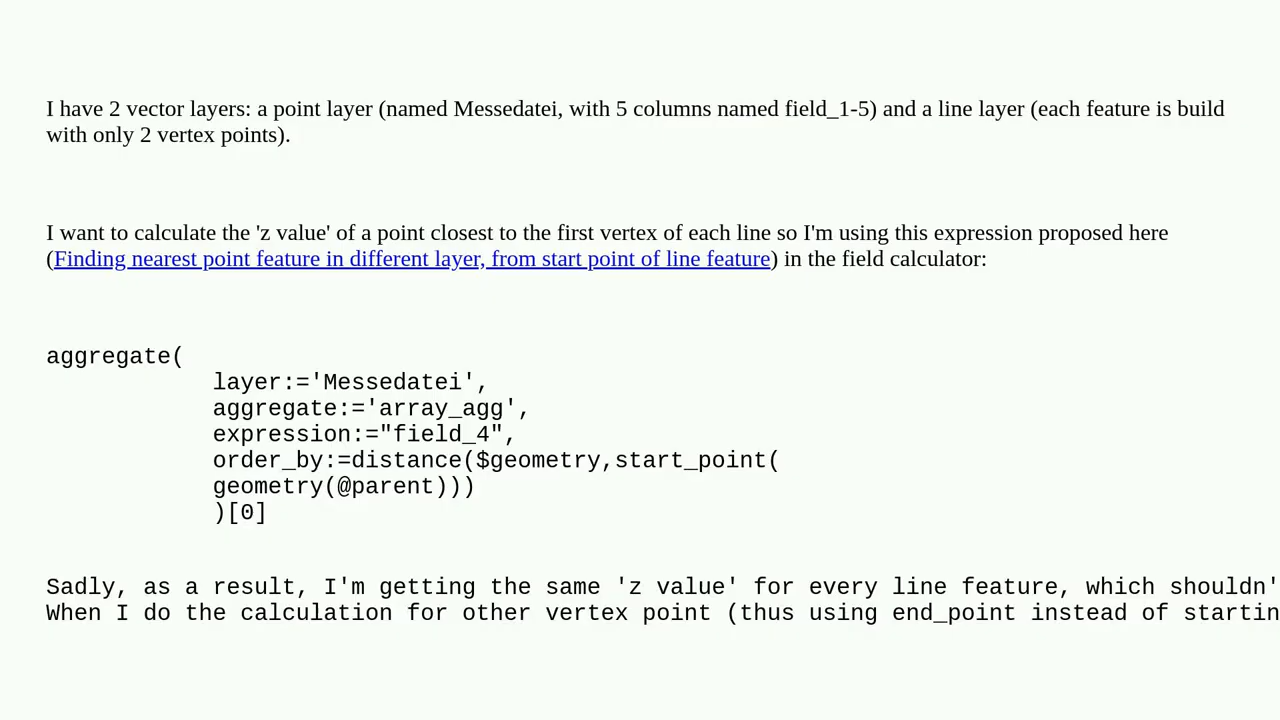 I have 2 vector layers: a point layer (named Messedatei, with 5 columns named field_1-5) and a line layer (each feature is build
with only 2 vertex points).
I want to calculate the 'z value' of a point closest to the first vertex of each line so I'm using this expression proposed here
(Finding nearest point feature in different layer, from start point of line feature) in the field calculator:
aggregate(
layer:='Messedatei',
aggregate:='array_agg',
expression:="field_4",
order_by:=distance($geometry,start_point(
geometry(@parent)))
)[0]
Sadly, as a result, I'm getting the same 'z value' for every line feature, which shouldn'
When I do the calculation for other vertex point (thus using end_point instead of startin